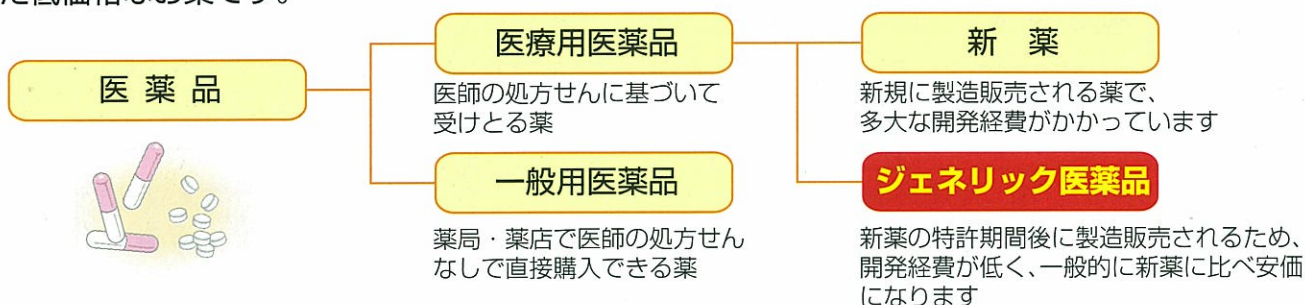 医 薬 品
医療用医薬品
医師の処方せんに基づいて
受けとる薬
一般用医薬品
薬局・薬店で医師の処方せん
なしで直接購入できる薬
新　薬
新規に製造販売される薬で、
多大な開発経費がかかっています
ジェネリック医薬品
新薬の特許期間後に製造販売されるため、
開発経費が低く、一般的に新薬に比べ安価
になります